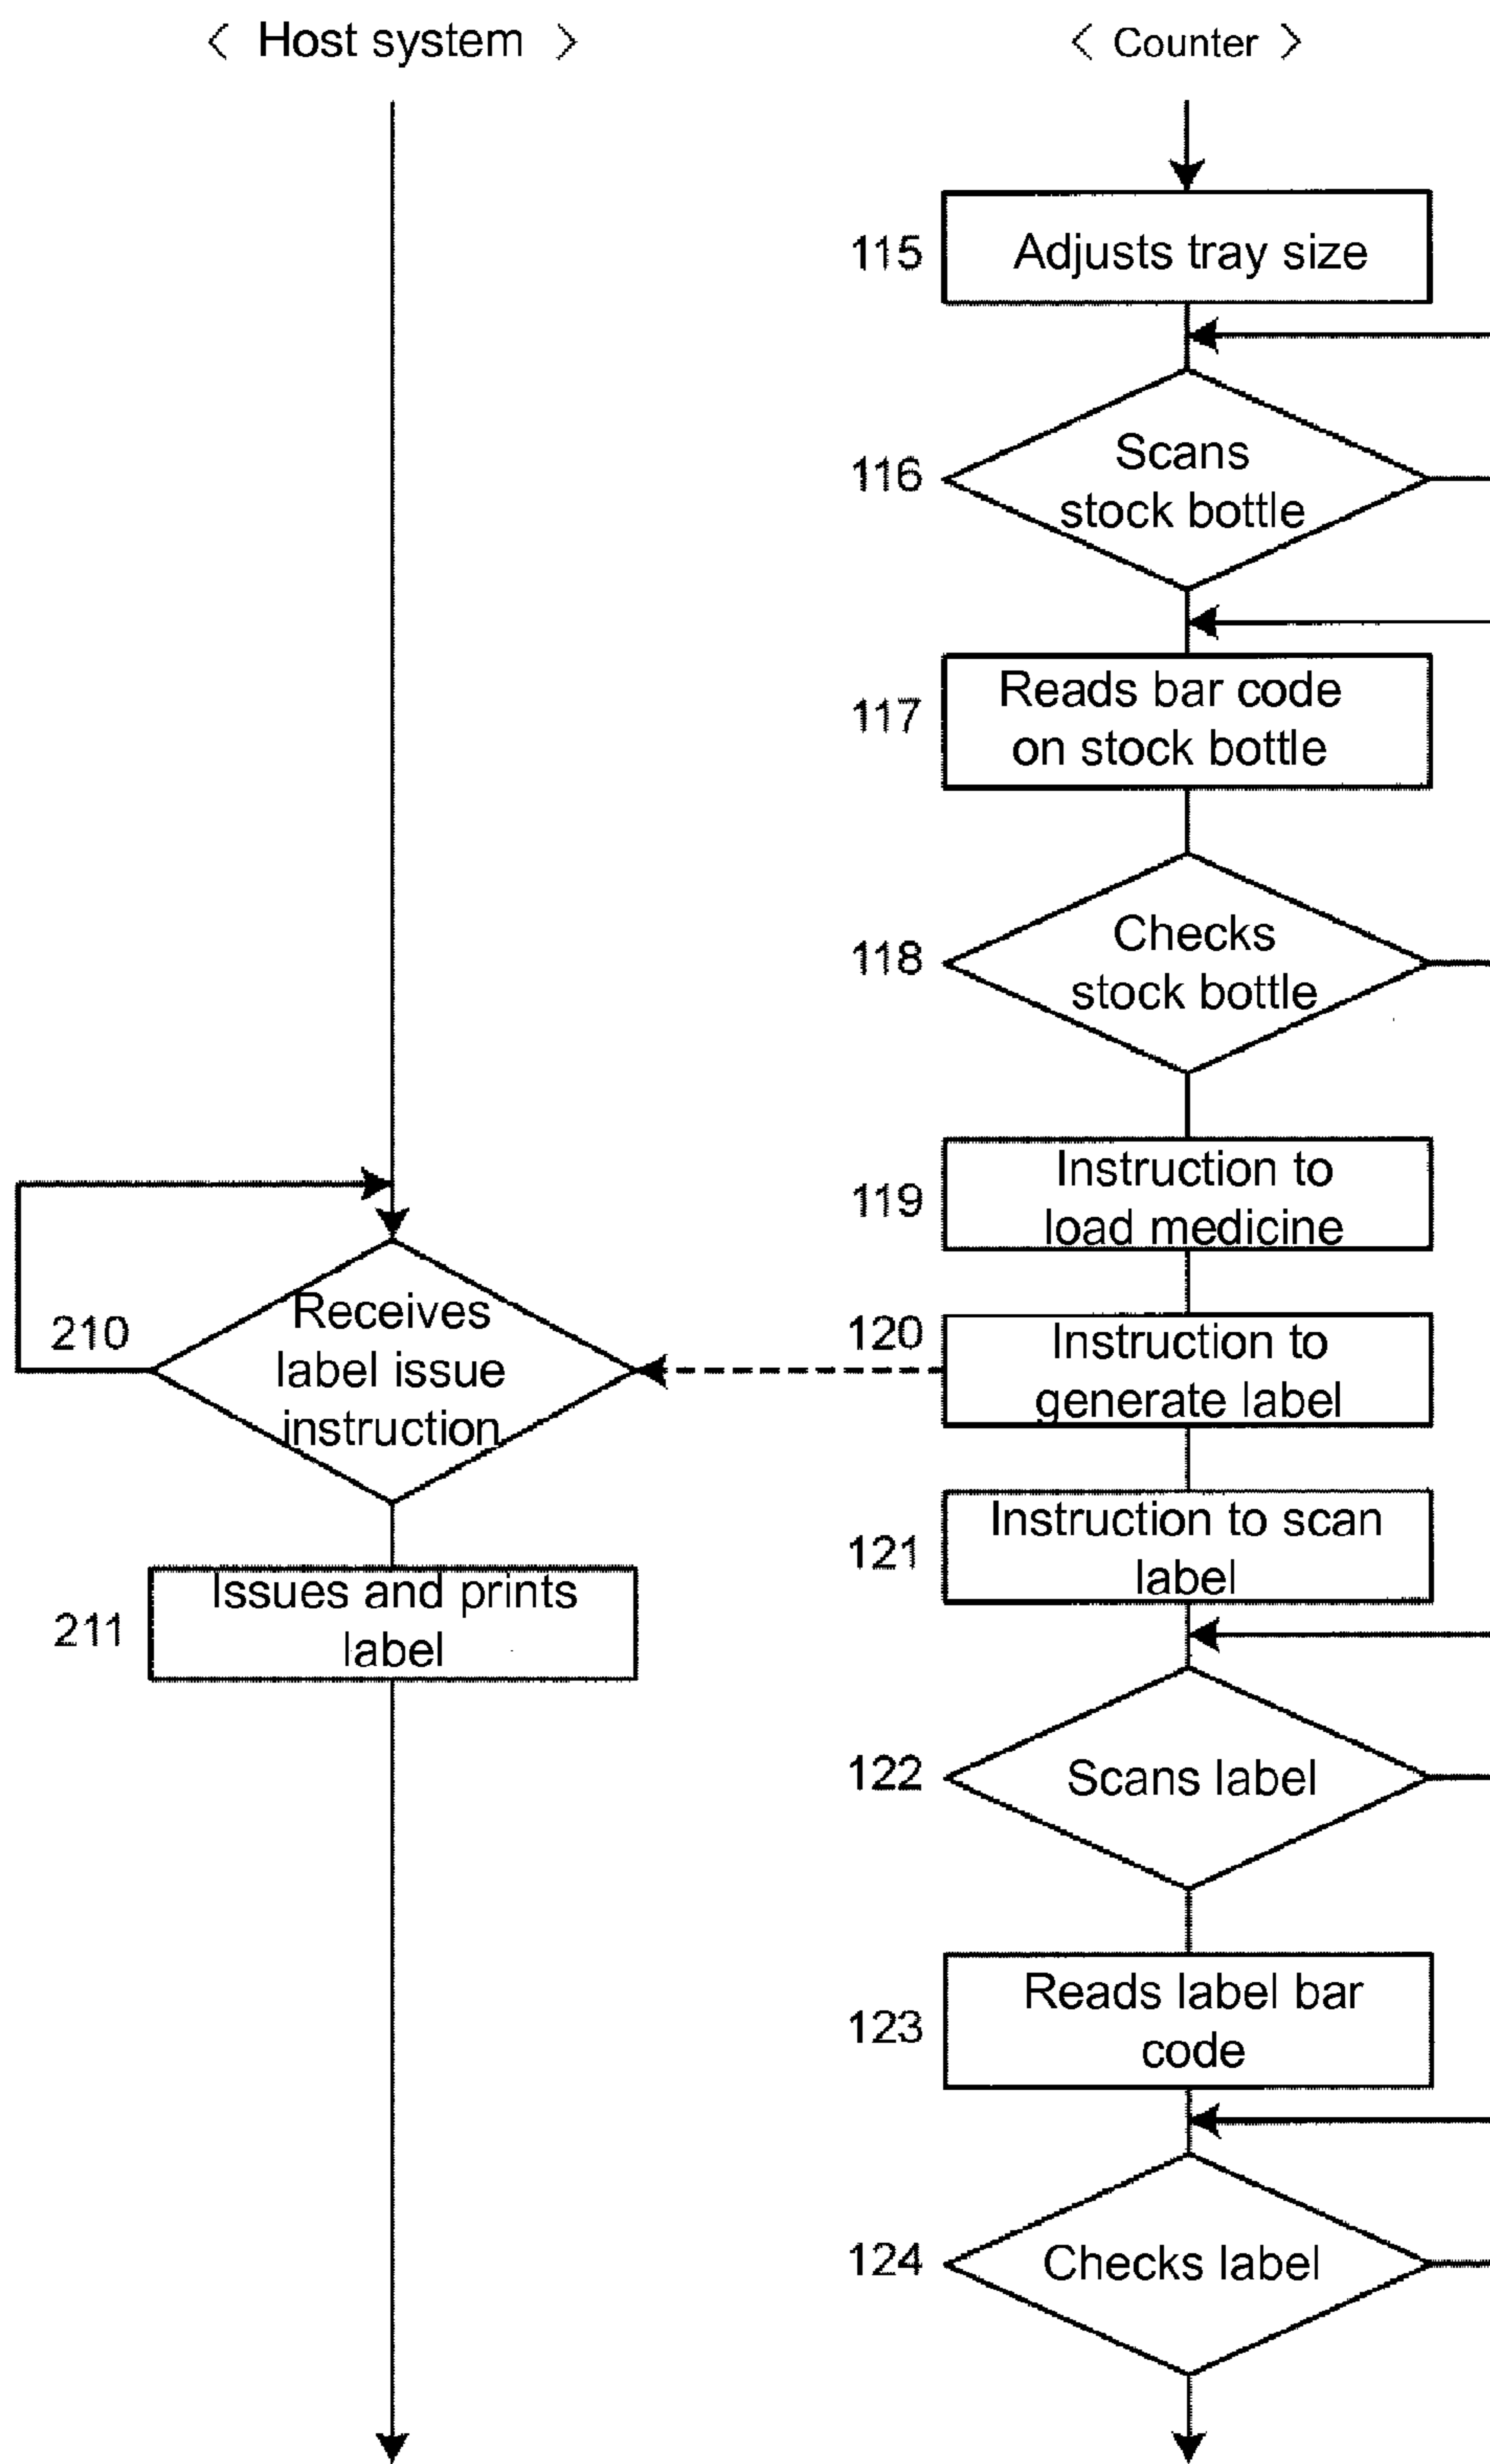 < Host system >
< Counter >
115
Adjusts tray size
116
Scans
stock bottle
117
Reads bar code
on stock bottle
118
Checks
stock bottle
119
Instruction to
load medicine
210
Receives
label issue
instruction
120
Instruction to
generate label
121
Instruction to scan
label
211
Issues and prints
label
122
Scans label
123
Reads label bar
code
124
Checks label